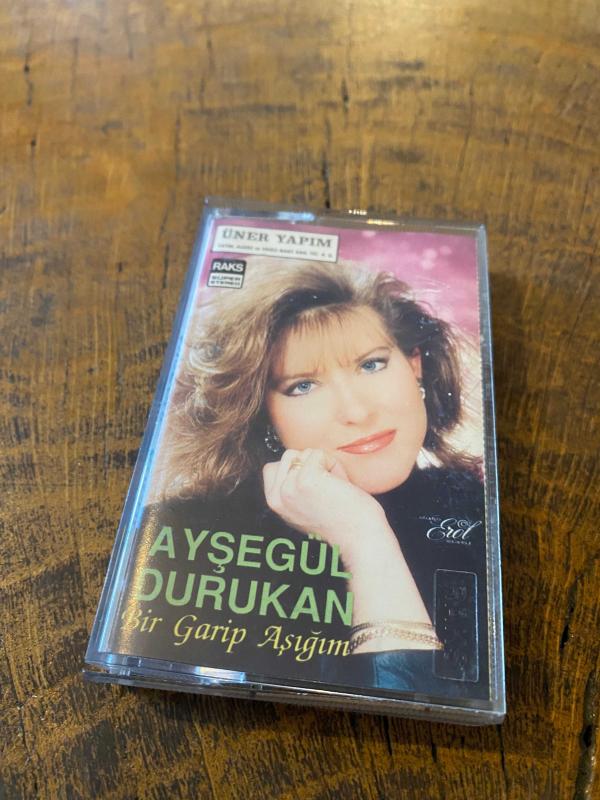 ÜNER YAPIM
RAKS
SÜPER
STEREO
Erol
AYŞEGÜL
DURUKAN
Bir Garip Aşığım